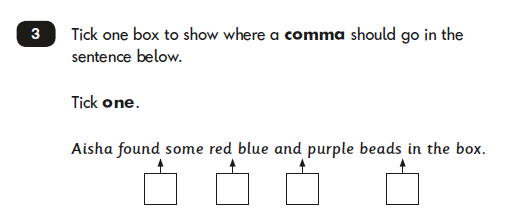 3 Tick one box to show where a comma should go in the
sentence below.
Tick one.
Aisha found some red blue and purple beads in the box.